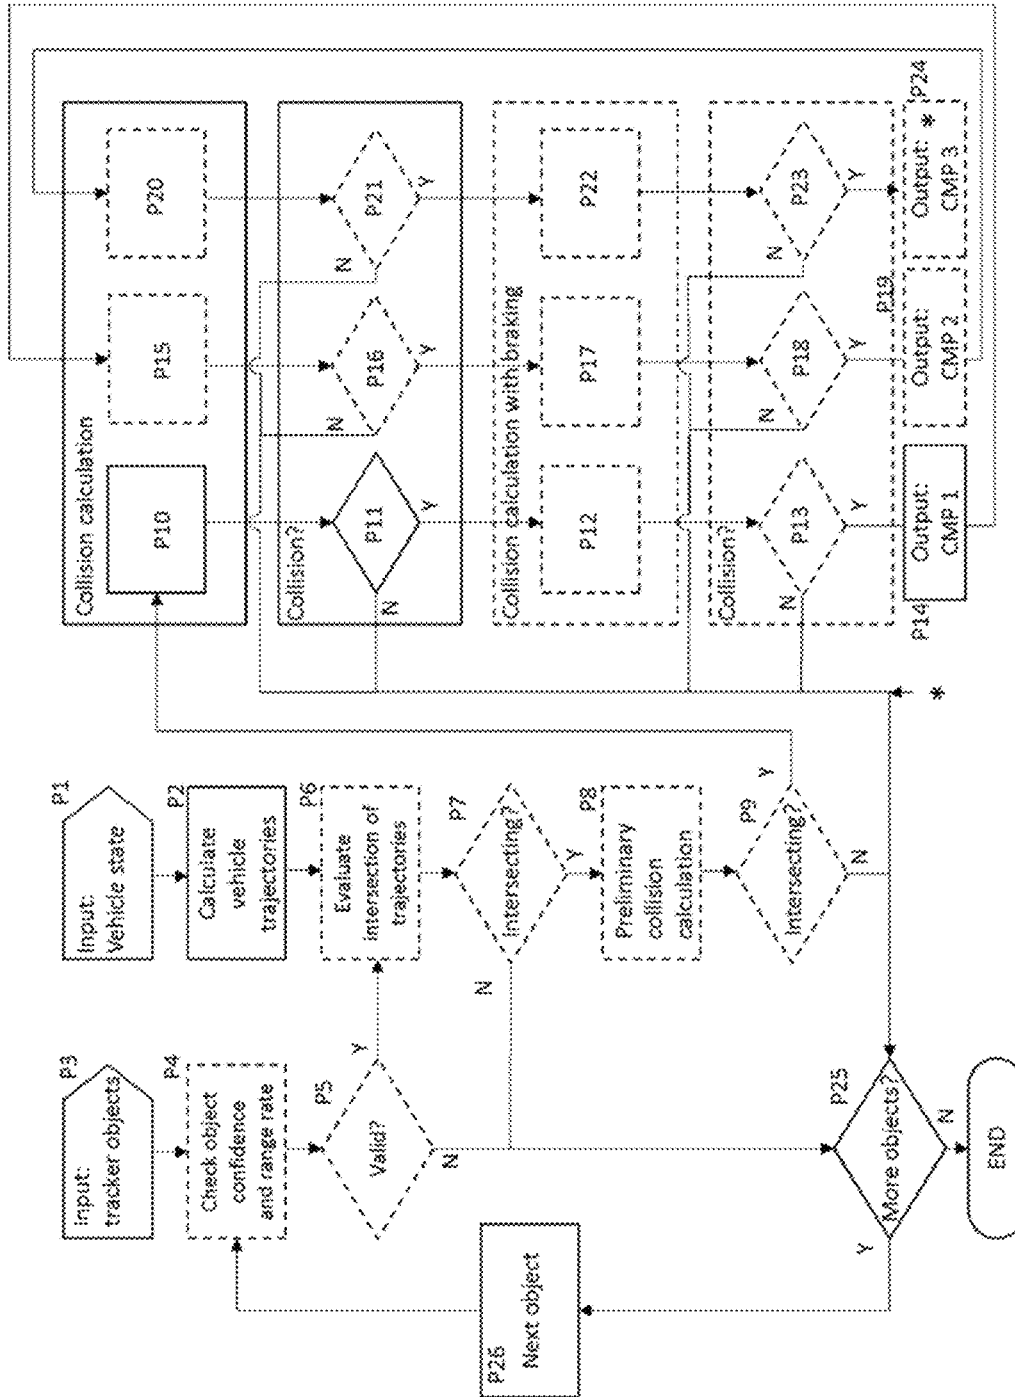 P3
Input:
tracker objects
P4
Check object
confidence
and range rate
P5
Valid?
Y
N
P26
Next object
P25
More objects?
Y
N
END
P1
Input:
Vehicle state
P2
Calculate
vehicle
trajectories
P6
Evaluate
intersection of
trajectories
P7
Intersecting?
N
Y
P8
Preliminary
collision
calculation
P9
Intersecting?
Y
N
*
Collision calculation
P10
P15
P20
Collision?
P11
N
Y
P16
N
Y
P21
N
Y
Collision calculation with braking
P12
P17
P22
Collision?
P13
N
Y
P18
N
Y
P23
N
Y
P14
Output:
CMP 1
P19
Output:
CMP 2
P24
Output: *
CMP 3